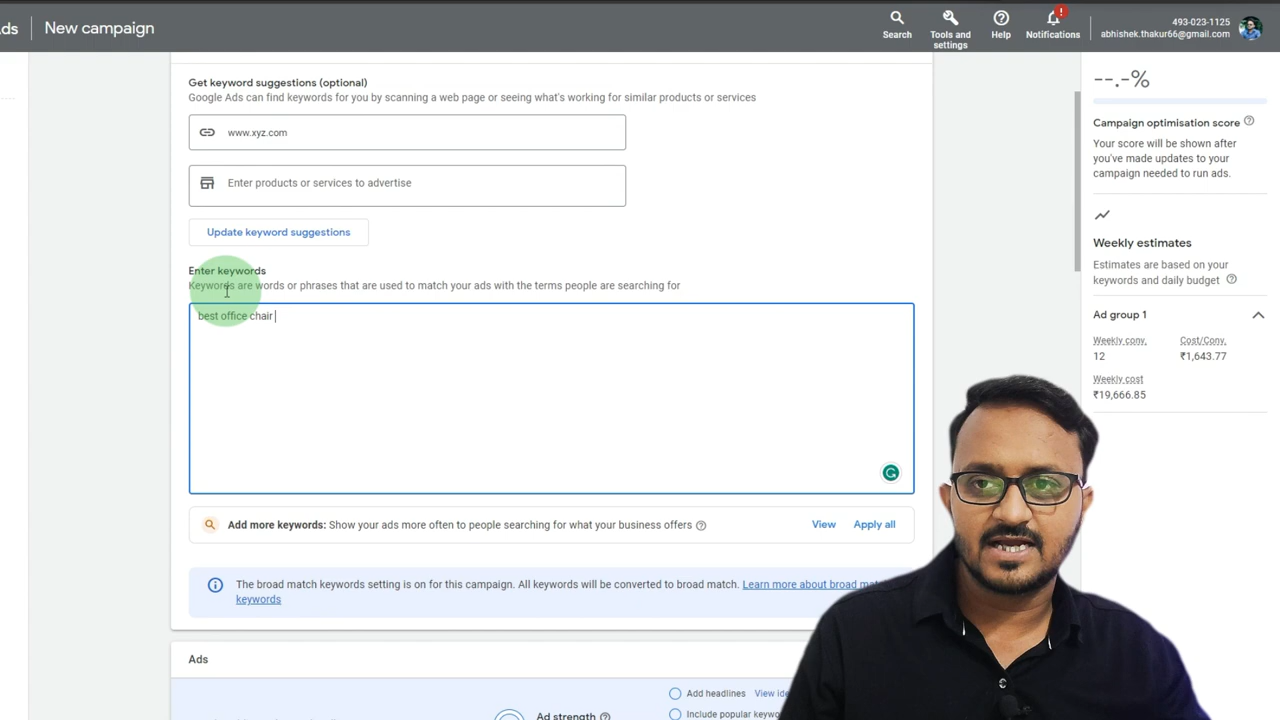 ds
New campaign
Search
Tools and
settings
Help
!
Notifications
493-023-1125
abhishek.thakur66@gmail.com
Get keyword suggestions (optional)
Google Ads can find keywords for you by scanning a web page or seeing what's working for similar products or services
www.xyz.com
Enter products or services to advertise
Update keyword suggestions
Enter keywords
Keywords are words or phrases that are used to match your ads with the terms people are searching for
best office chair
Add more keywords: Show your ads more often to people searching for what your business offers
View
Apply all
The broad match keywords setting is on for this campaign. All keywords will be converted to broad match. Learn more about broad
keywords
Ads
Add headlines
View
Include popular
Ad strength
--.-%
Campaign optimisation score
Your score will be shown after
you've made updates to your
campaign needed to run ads.
Weekly estimates
Estimates are based on your
keywords and daily budget
Ad group 1
Weekly conv.
Cost/Conv.
12
₹1,643.77
Weekly cost
₹19,666.85